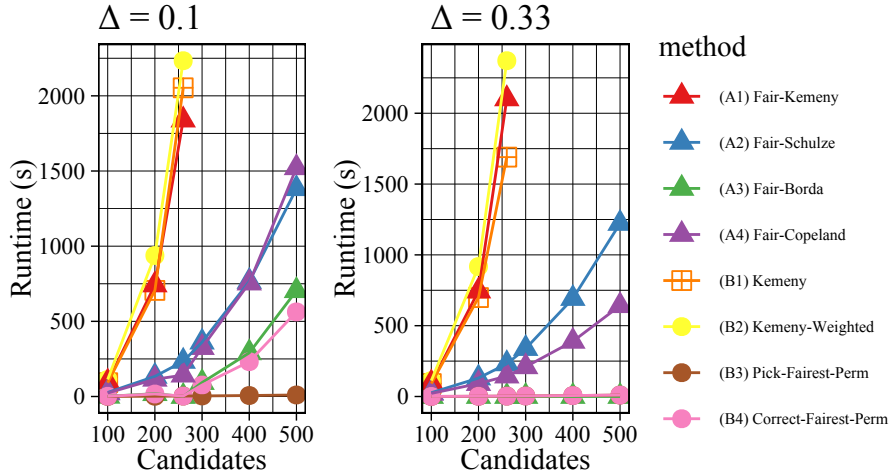 Δ = 0.1
Δ = 0.33
Runtime (s)
2000
1500
1000
500
0
100 200 300 400 500
Candidates
Runtime (s)
2000
1500
1000
500
0
100 200 300 400 500
Candidates
method
(A1) Fair-Kemeny
(A2) Fair-Schulze
(A3) Fair-Borda
(A4) Fair-Copeland
(B1) Kemeny
(B2) Kemeny-Weighted
(B3) Pick-Fairest-Perm
(B4) Correct-Fairest-Perm